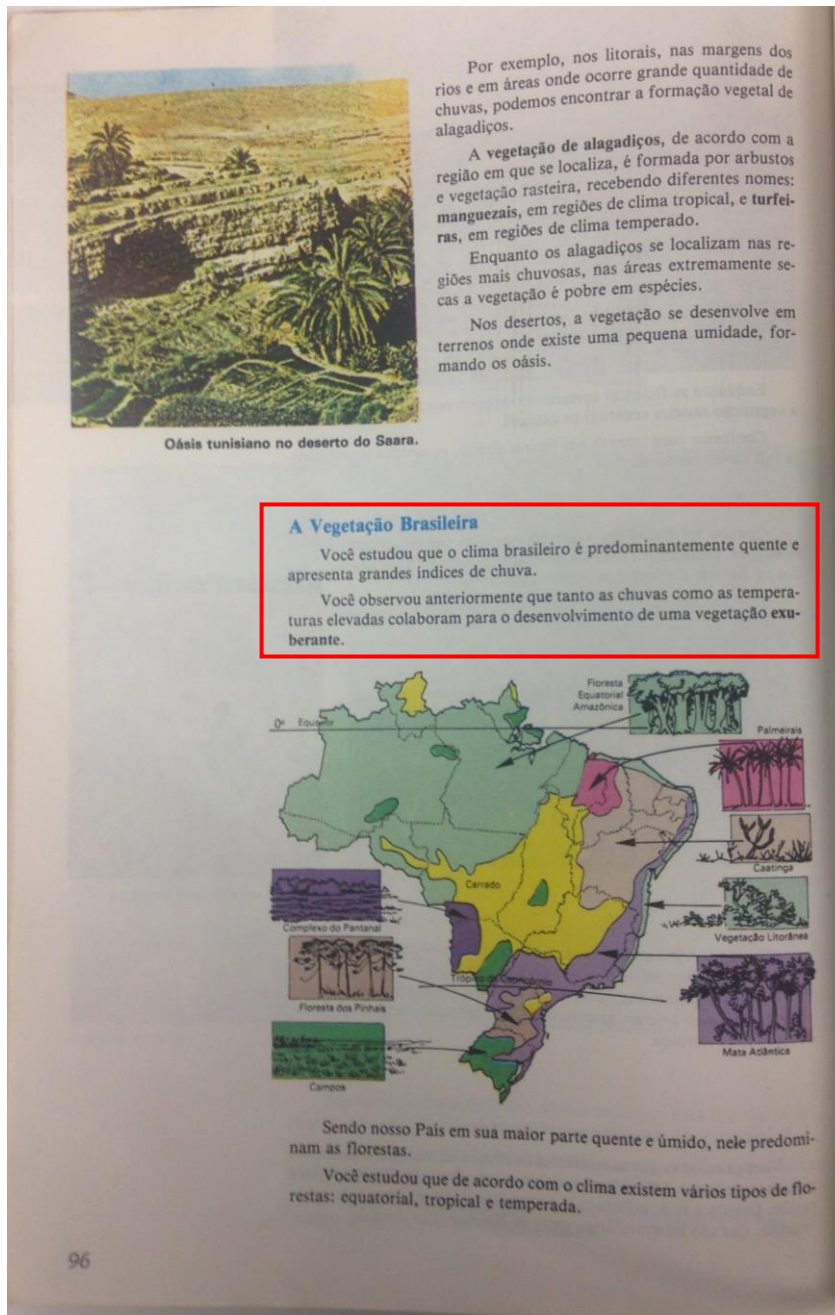 Por exemplo, nos litorais, nas margens dos
rios e em áreas onde ocorre grande quantidade de
chuvas, podemos encontrar a formação vegetal de
alagadiços.
A vegetação de alagadiços, de acordo com a
região em que se localiza, é formada por arbustos
e vegetação rasteira, recebendo diferentes nomes:
manguezais, em regiões de clima tropical, e turfei-
ras, em regiões de clima temperado.
Enquanto os alagadiços se localizam nas re-
giões mais chuvosas, nas áreas extremamente se-
cas a vegetação é pobre em espécies.
Nos desertos, a vegetação se desenvolve em
terrenos onde existe uma pequena umidade, for-
mando os oásis.
Oásis tunisiano no deserto do Saara.
A Vegetação Brasileira
Você estudou que o clima brasileiro é predominantemente quente e
apresenta grandes índices de chuva.
Você observou anteriormente que tanto as chuvas como as tempera-
turas elevadas colaboram para o desenvolvimento de uma vegetação exu-
berante.
Floresta
Equatorial
Amazônica
0º Equador
Palmeirais
Caatinga
Cerrado
Complexo do Pantanal
Vegetação Litorânea
Trópico de Capricórnio
Floresta dos Pinhais
Mata Atlântica
Campos
Sendo nosso País em sua maior parte quente e úmido, nele predomi-
nam as florestas.
Você estudou que de acordo com o clima existem vários tipos de flo-
restas: equatorial, tropical e temperada.
96